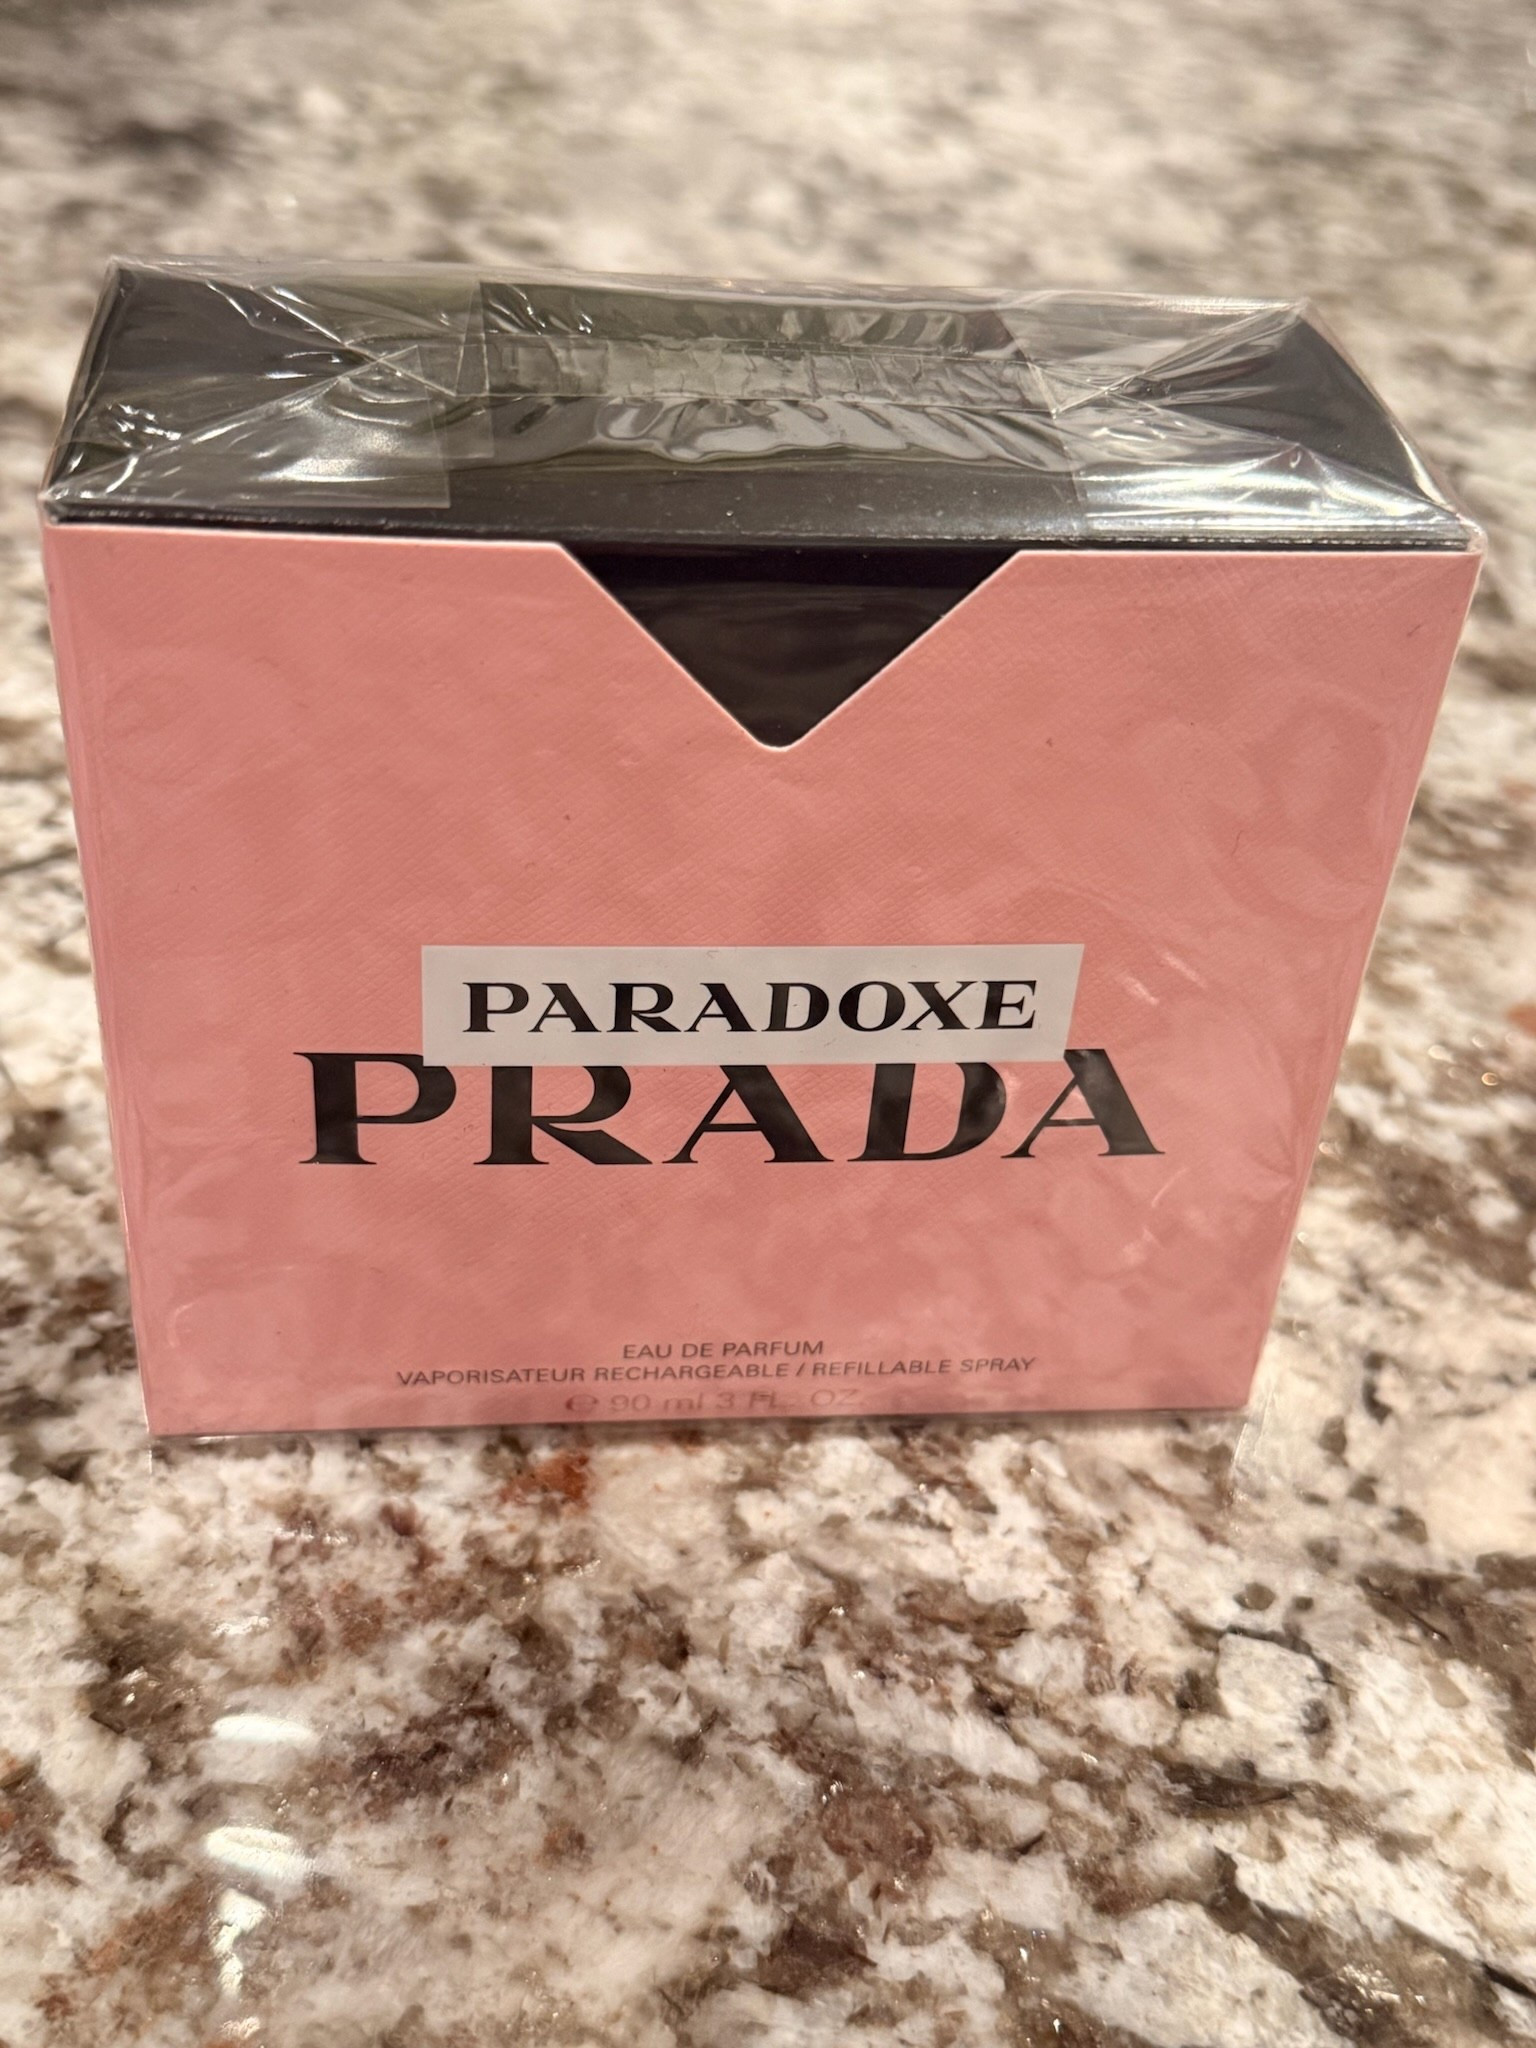 PARADOXE
PRADA
EAU DE PARFUM
VAPORISATEUR RECHARGEABLE / REFILLABLE SPRAY
℮ 90 ml 3 FL. OZ.